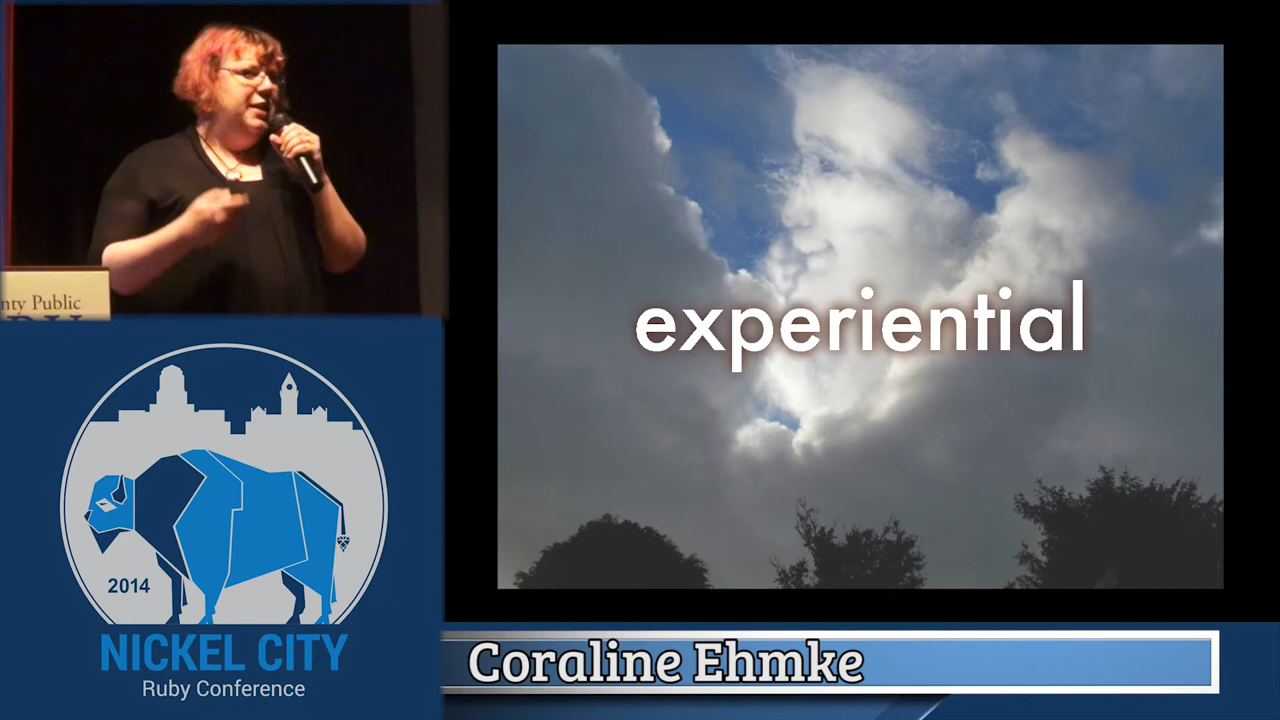 nty Public
experiential
2014
NICKEL CITY
Ruby Conference
Coraline Ehmke